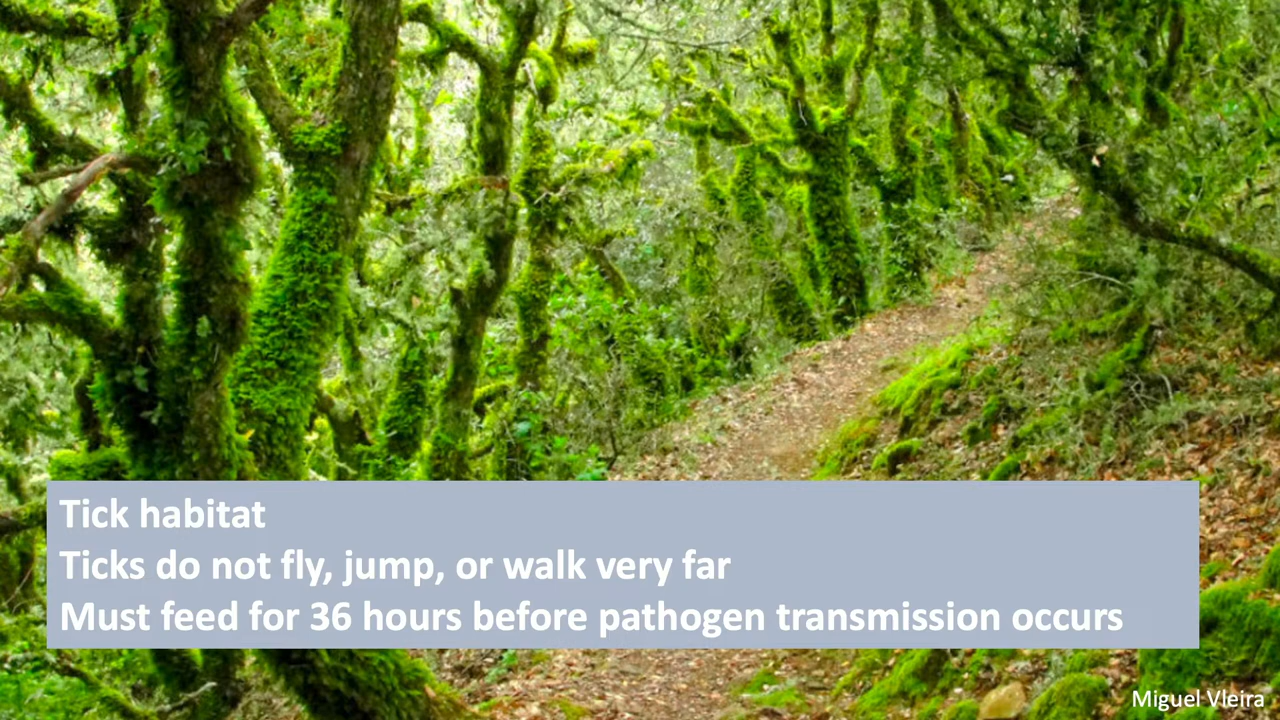 Tick habitat
Ticks do not fly, jump, or walk very far
Must feed for 36 hours before pathogen transmission occurs
Miguel Vleira